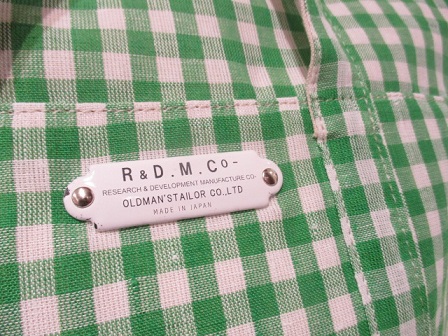 R & D . M . Co-
RESEARCH & DEVELOPMENT MANUFACTURE CO-
OLDMAN'STAILOR CO.,LTD
MADE IN JAPAN